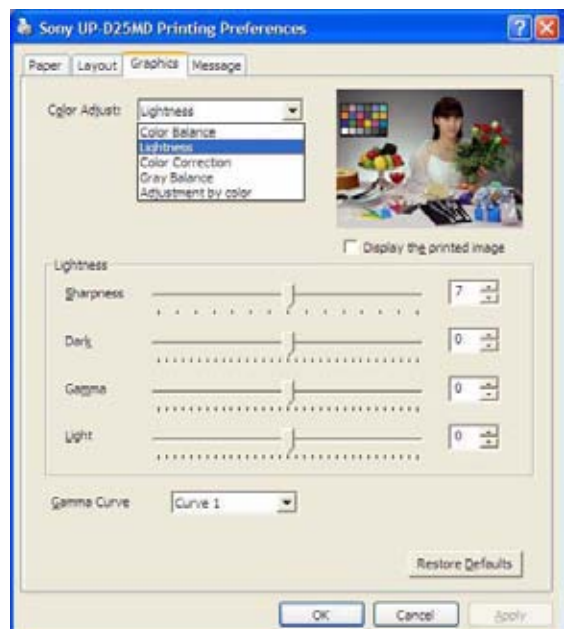 Sony UP-D25MD Printing Preferences
Paper
Layout
Graphics
Message
Color Adjust:
Lightness
Color Balance
Lightness
Color Correction
Gray Balance
Adjustment by color
Display the printed image
Lightness
Sharpness
7
Dark
0
Gamma
0
Light
0
Gamma Curve
Curve 1
Restore Defaults
OK
Cancel
Apply